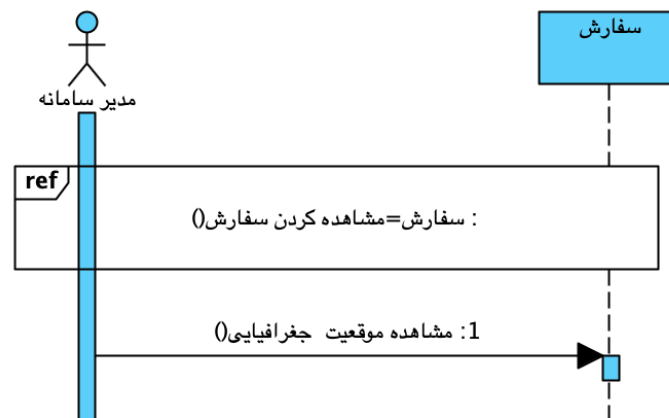 سفارش
مدیر سامانه
ref
: سفارش=مشاهده کردن سفارش()
1: مشاهده موقعیت جغرافیایی()